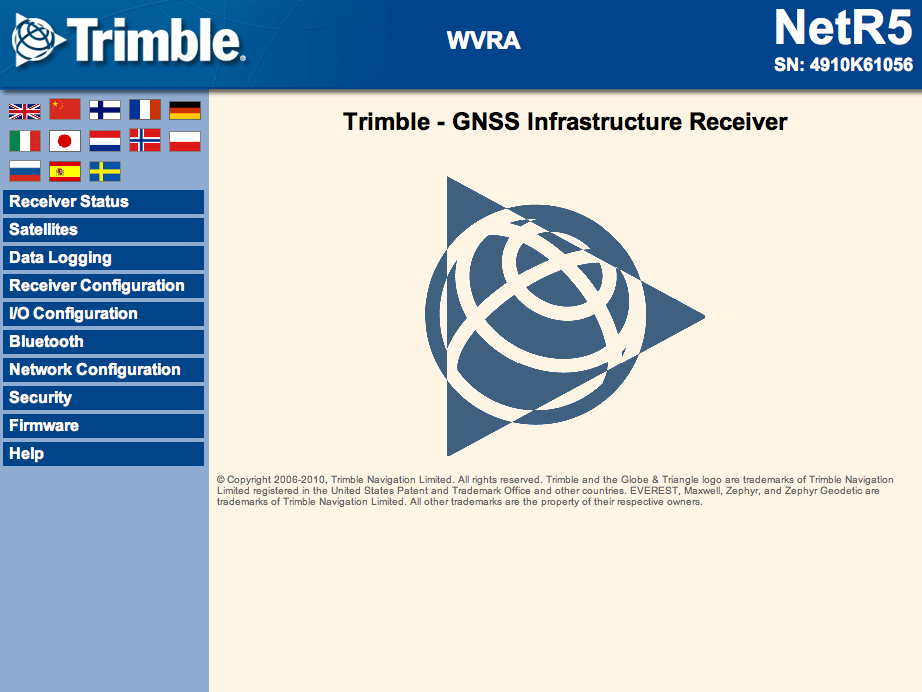 Trimble.
WVRA
NetR5
SN: 4910K61056
Trimble - GNSS Infrastructure Receiver
Receiver Status
Satellites
Data Logging
Receiver Configuration
I/O Configuration
Bluetooth
Network Configuration
Security
Firmware
Help
© Copyright 2006-2010, Trimble Navigation Limited. All rights reserved. Trimble and the Globe & Triangle logo are trademarks of Trimble Navigation
Limited registered in the United States Patent and Trademark Office and other countries. EVEREST, Maxwell, Zephyr, and Zephyr Geodetic are
trademarks of Trimble Navigation Limited. All other trademarks are the property of their respective owners.